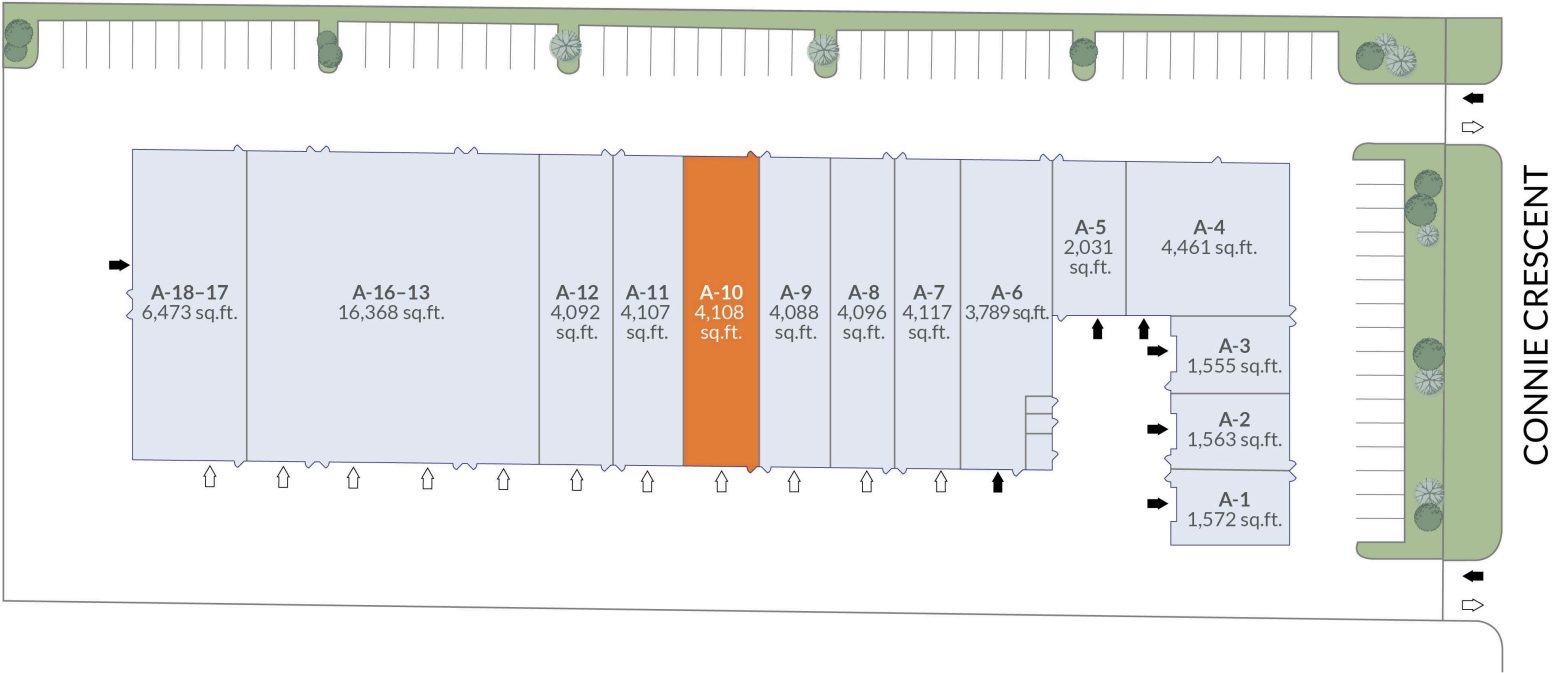 A-18–17
6,473 sq.ft.
A-16–13
16,368 sq.ft.
A-12
4,092
sq.ft.
A-11
4,107
sq.ft.
A-10
4,108
sq.ft.
A-9
4,088
sq.ft.
A-8
4,096
sq.ft.
A-7
4,117
sq.ft.
A-6
3,789 sq.ft.
A-5
2,031
sq.ft.
A-4
4,461 sq.ft.
A-3
1,555 sq.ft.
A-2
1,563 sq.ft.
A-1
1,572 sq.ft.
CONNIE CRESCENT